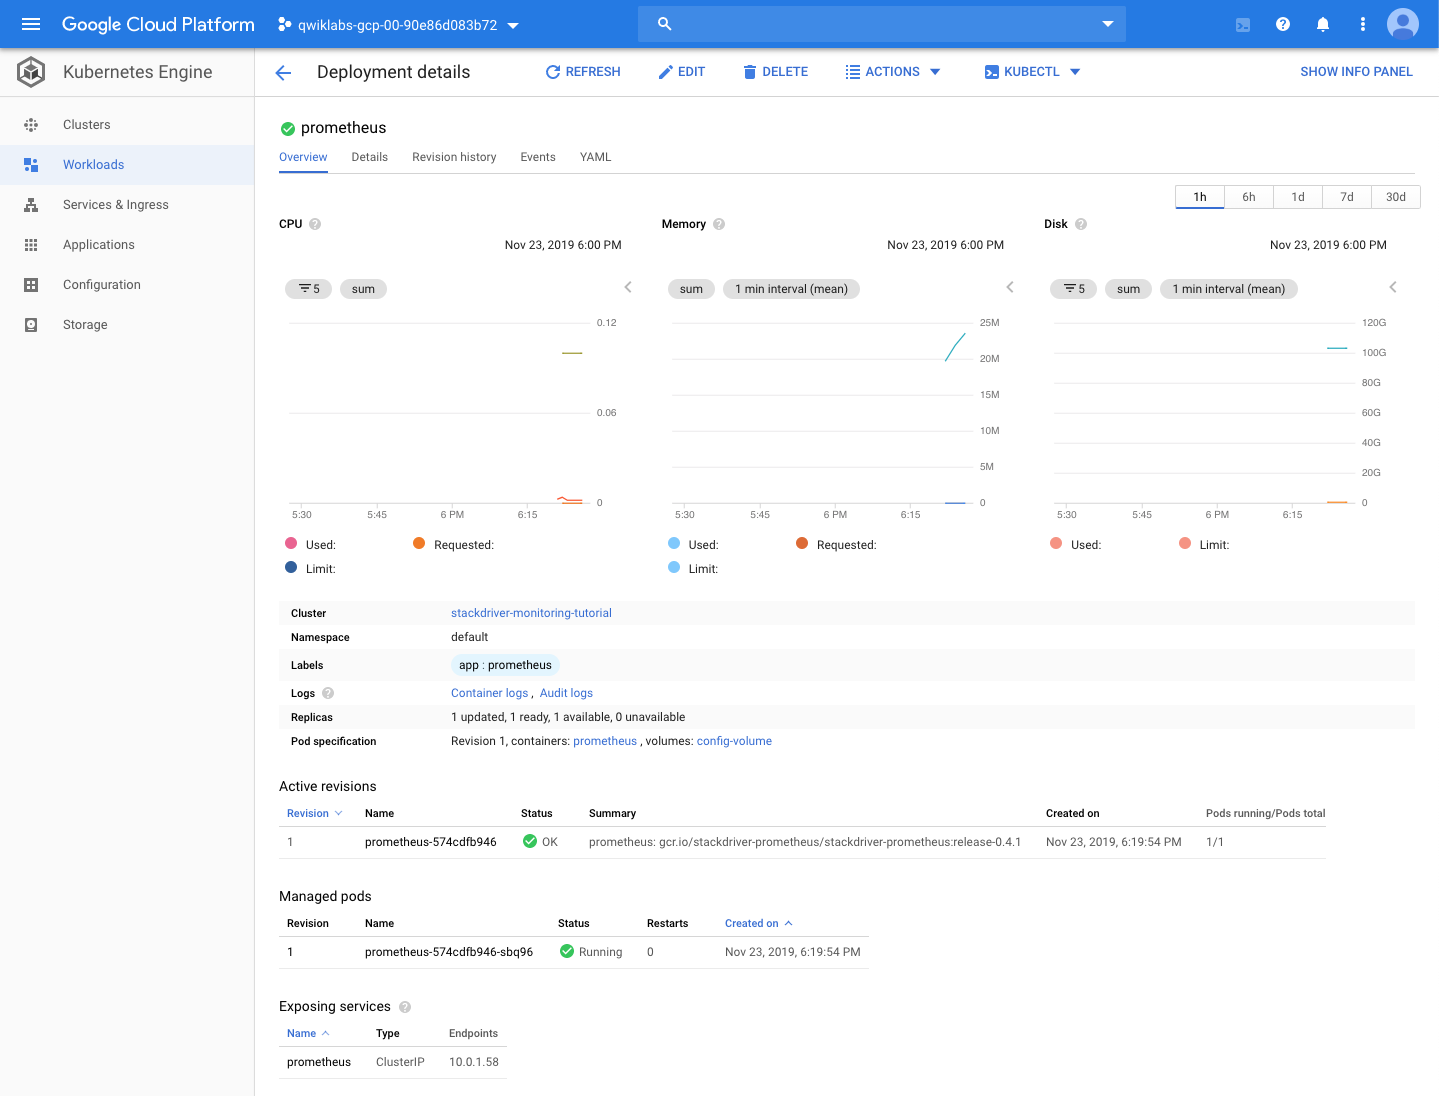 Google Cloud Platform qwiklabs-gcp-00-90e86d083b72
Kubernetes Engine
Deployment details REFRESH EDIT DELETE ACTIONS KUBECTL SHOW INFO PANEL
Clusters
Workloads
Services & Ingress
Applications
Configuration
Storage
prometheus
Overview Details Revision history Events YAML
1h 6h 1d 7d 30d
CPU
Nov 23, 2019 6:00 PM
5 sum
0.12
0.06
0
5:30 5:45 6 PM 6:15
Used: Requested:
Limit:
Memory
Nov 23, 2019 6:00 PM
sum 1 min interval (mean)
25M
20M
15M
10M
5M
0
5:30 5:45 6 PM 6:15
Used: Requested:
Limit:
Disk
Nov 23, 2019 6:00 PM
5 sum 1 min interval (mean)
120G
100G
80G
60G
40G
20G
0
5:30 5:45 6 PM 6:15
Used: Limit:
Cluster stackdriver-monitoring-tutorial
Namespace default
Labels app : prometheus
Logs Container logs , Audit logs
Replicas 1 updated, 1 ready, 1 available, 0 unavailable
Pod specification Revision 1, containers: prometheus , volumes: config-volume
Active revisions
Revision Name Status Summary Created on Pods running/Pods total
1 prometheus-574cdfb946 OK prometheus: gcr.io/stackdriver-prometheus/stackdriver-prometheus:release-0.4.1 Nov 23, 2019, 6:19:54 PM 1/1
Managed pods
Revision Name Status Restarts Created on
1 prometheus-574cdfb946-sbq96 Running 0 Nov 23, 2019, 6:19:54 PM
Exposing services
Name Type Endpoints
prometheus ClusterIP 10.0.1.58